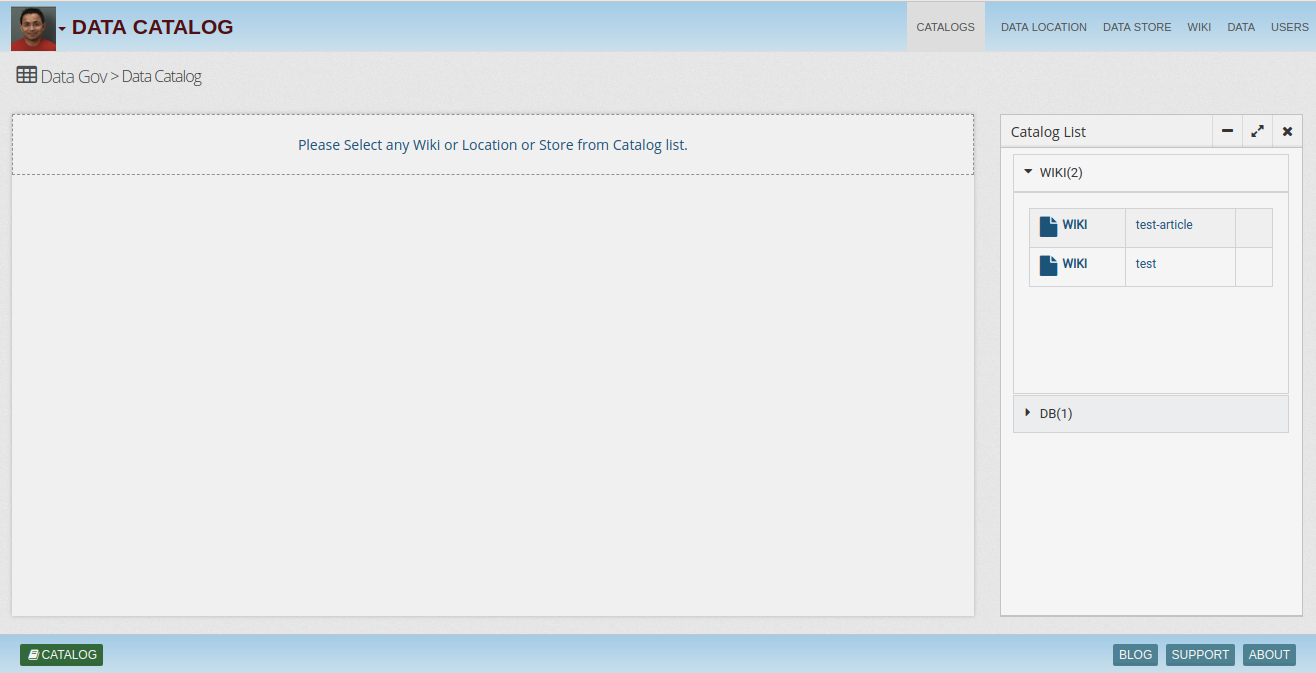 DATA CATALOG
CATALOGS DATA LOCATION DATA STORE WIKI DATA USERS
Data Gov > Data Catalog
Please Select any Wiki or Location or Store from Catalog list.
Catalog List
WIKI(2)
WIKI test-article
WIKI test
DB(1)
CATALOG
BLOG SUPPORT ABOUT